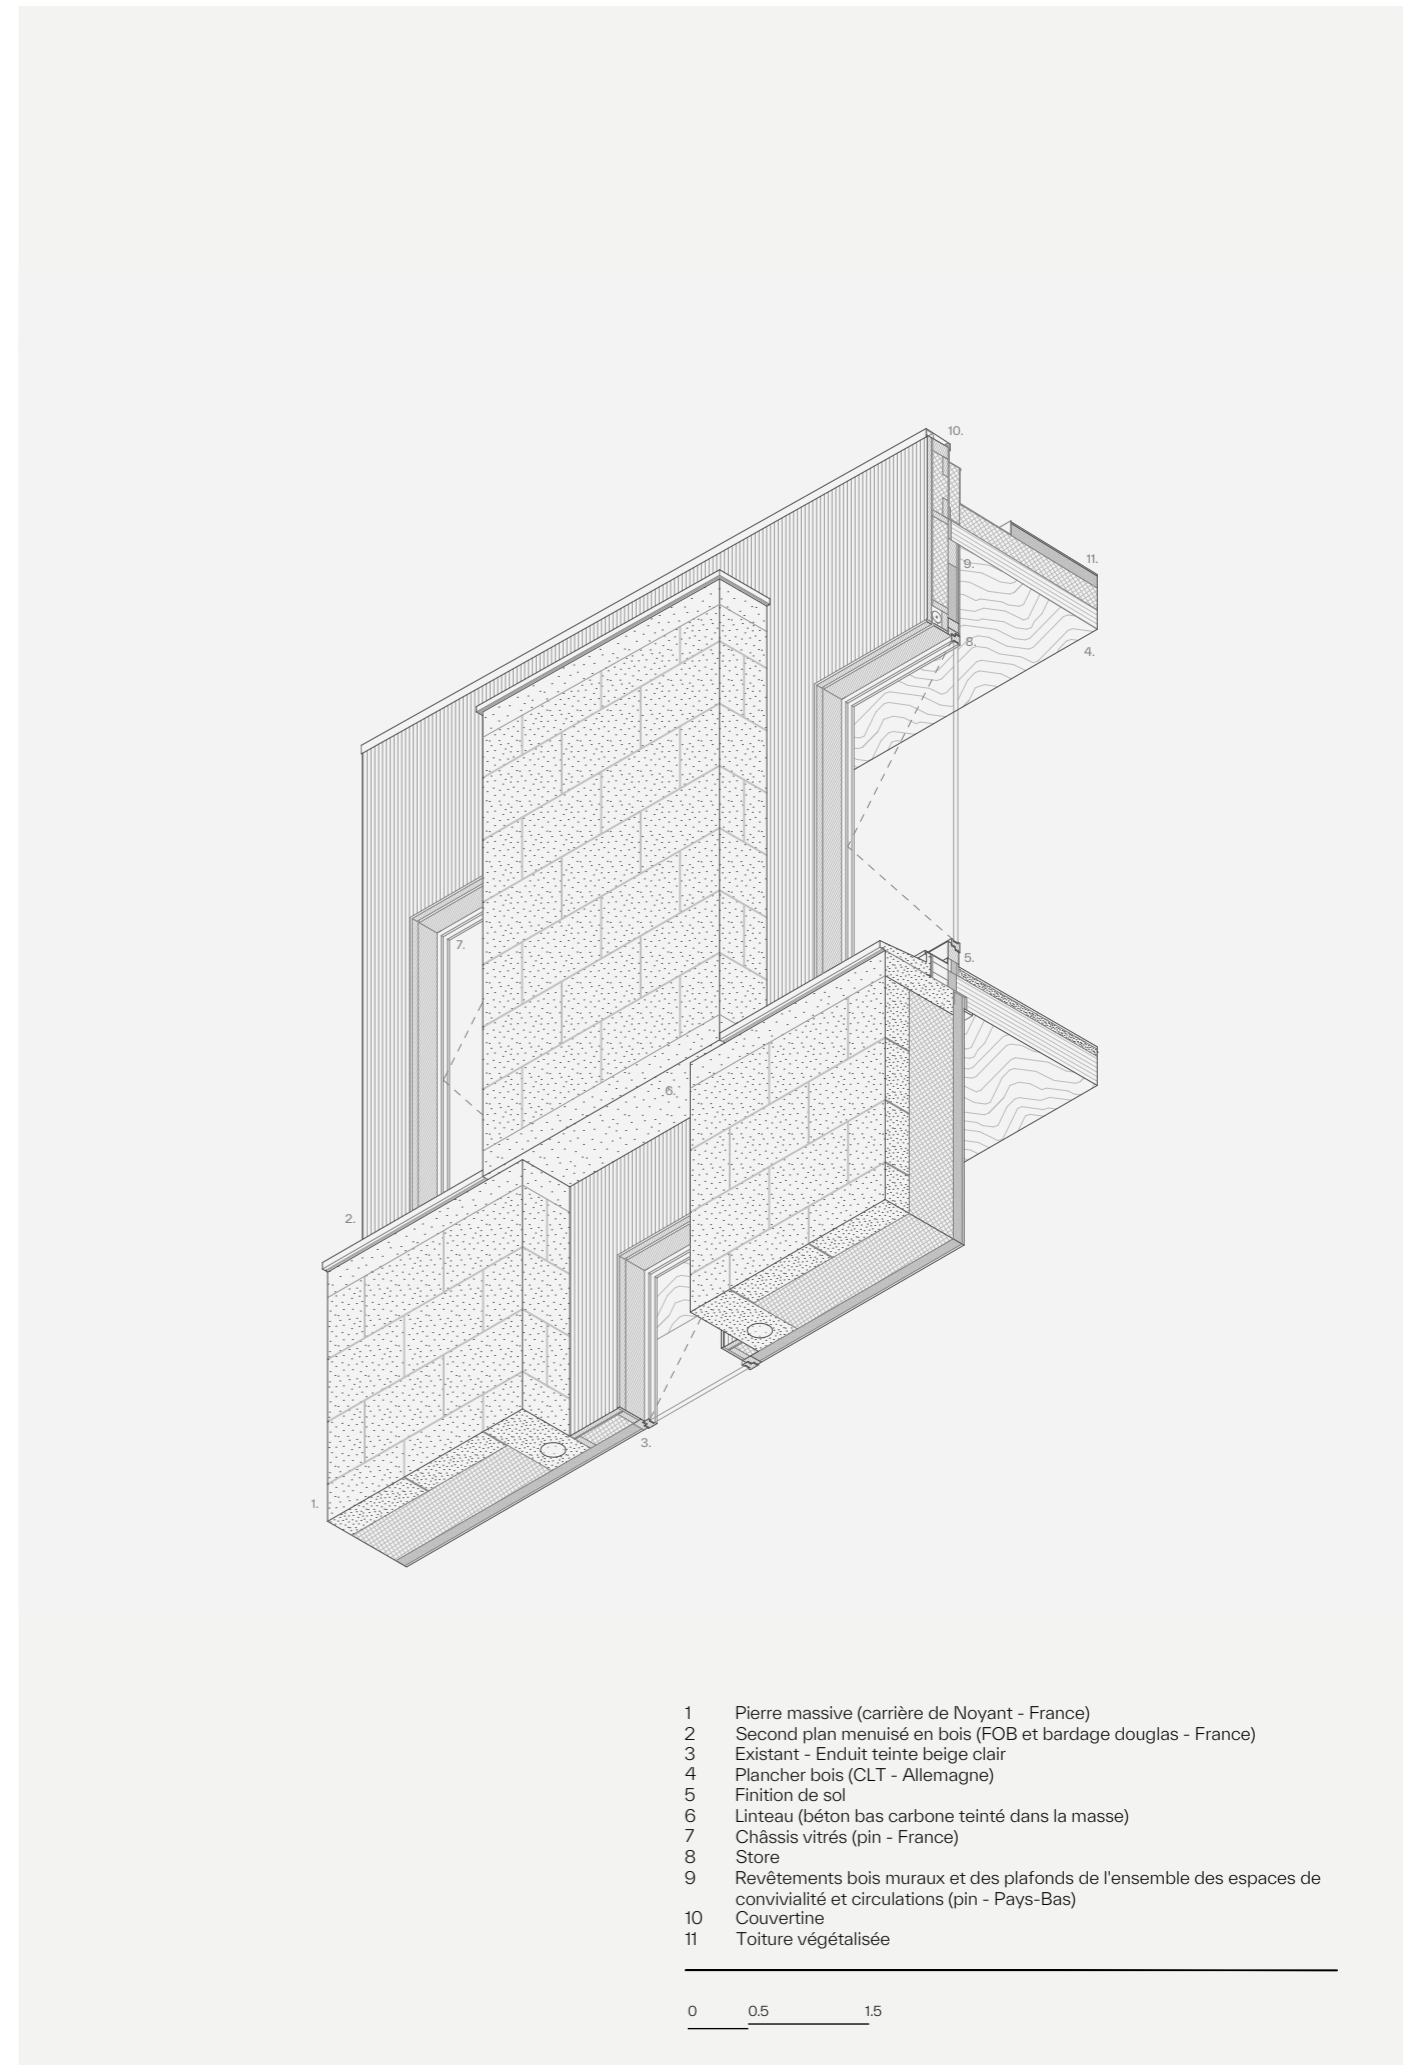 10.
11.
9.
8.
4.
7.
5.
6.
2.
3.
1.
1 Pierre massive (carrière de Noyant - France)
2 Second plan menuisé en bois (FOB et bardage douglas - France)
3 Existant - Enduit teinte beige clair
4 Plancher bois (CLT - Allemagne)
5 Finition de sol
6 Linteau (béton bas carbone teinté dans la masse)
7 Châssis vitrés (pin - France)
8 Store
9 Revêtements bois muraux et des plafonds de l'ensemble des espaces de
convivialité et circulations (pin - Pays-Bas)
10 Couvertine
11 Toiture végétalisée
0 0.5 1.5